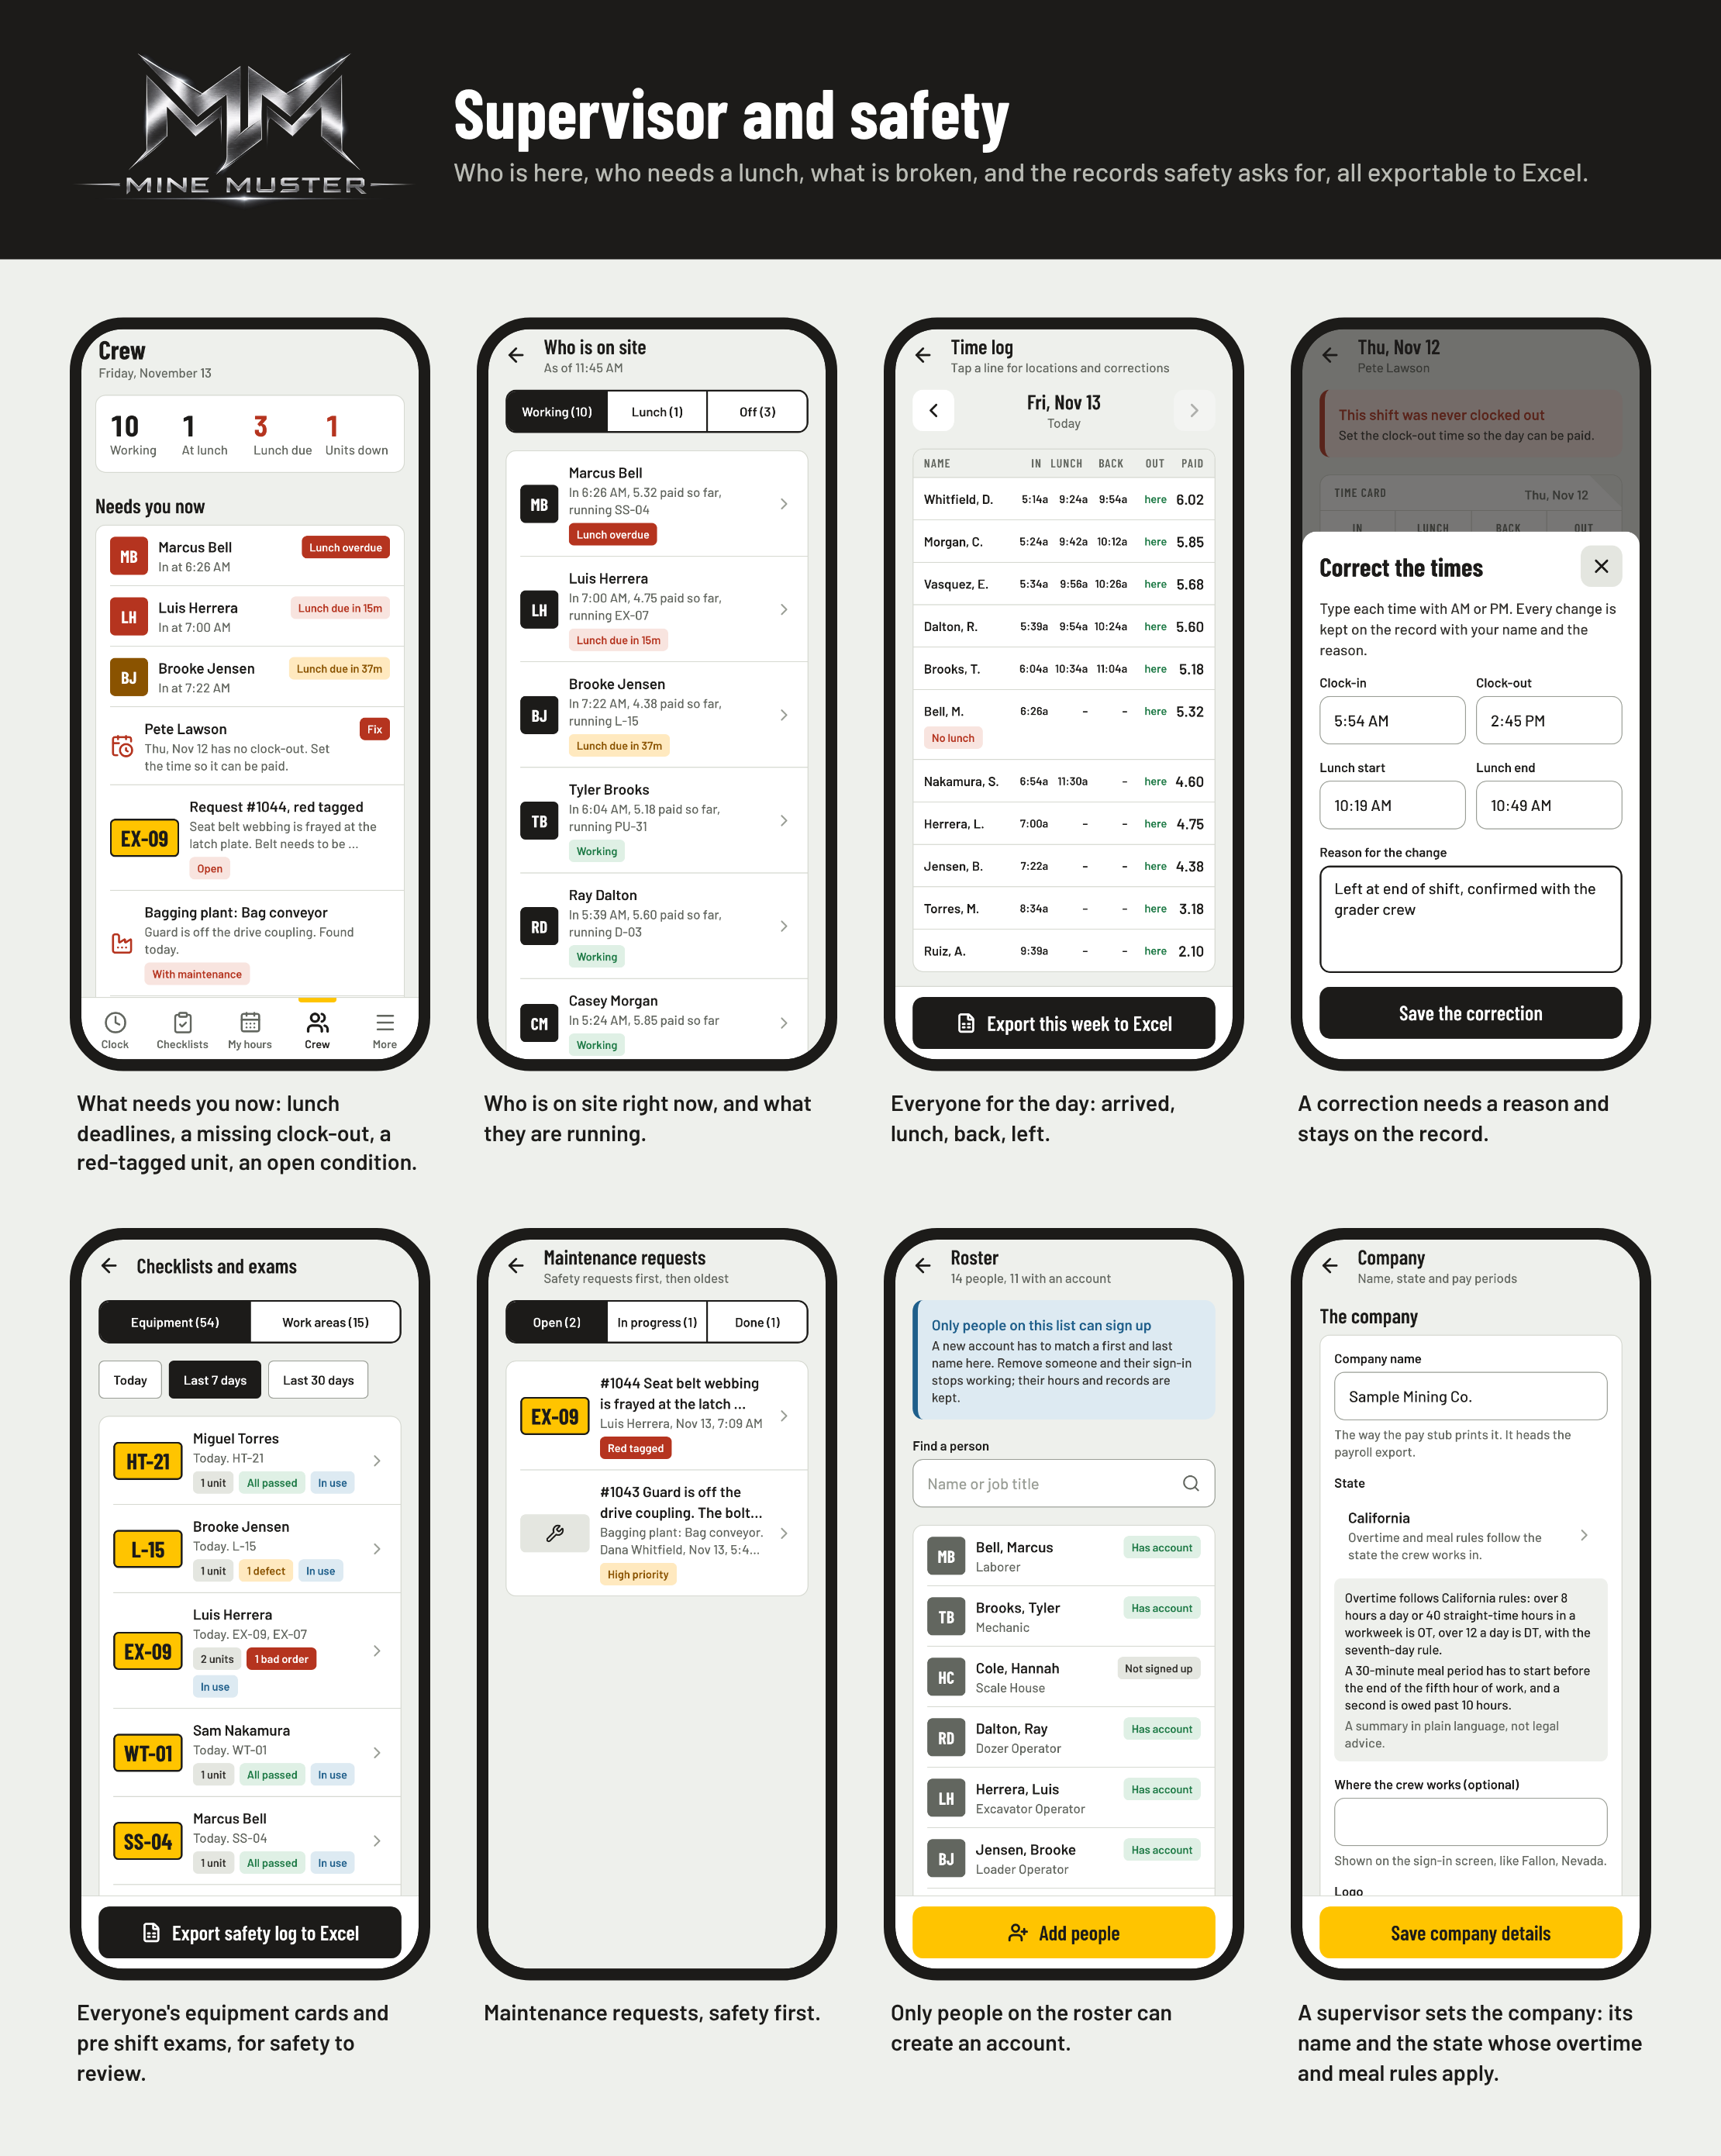 MINE MUSTER
Supervisor and safety
Who is here, who needs a lunch, what is broken, and the records safety asks for, all exportable to Excel.
Crew
Friday, November 13
10 1 3 1
Working At lunch Lunch due Units down
Needs you now
MB Marcus Bell Lunch overdue
In at 6:26 AM
LH Luis Herrera Lunch due in 15m
In at 7:00 AM
BJ Brooke Jensen Lunch due in 37m
In at 7:22 AM
Pete Lawson Fix
Thu, Nov 12 has no clock-out. Set
the time so it can be paid.
Request #1044, red tagged
EX-09 Seat belt webbing is frayed at the
latch plate. Belt needs to be ...
Open
Bagging plant: Bag conveyor
Guard is off the drive coupling. Found
today.
With maintenance
Clock Checklists My hours Crew More
What needs you now: lunch
deadlines, a missing clock-out, a
red-tagged unit, an open condition.
Who is on site
As of 11:45 AM
Working (10) Lunch (1) Off (3)
Marcus Bell
MB In 6:26 AM, 5.32 paid so far,
running SS-04
Lunch overdue
Luis Herrera
LH In 7:00 AM, 4.75 paid so far,
running EX-07
Lunch due in 15m
Brooke Jensen
BJ In 7:22 AM, 4.38 paid so far,
running L-15
Lunch due in 37m
Tyler Brooks
TB In 6:04 AM, 5.18 paid so far,
running PU-31
Working
Ray Dalton
RD In 5:39 AM, 5.60 paid so far,
running D-03
Working
Casey Morgan
CM In 5:24 AM, 5.85 paid so far
Working
Who is on site right now, and what
they are running.
Time log
Tap a line for locations and corrections
Fri, Nov 13
Today
NAME IN LUNCH BACK OUT PAID
Whitfield, D. 5:14a 9:24a 9:54a here 6.02
Morgan, C. 5:24a 9:42a 10:12a here 5.85
Vasquez, E. 5:34a 9:56a 10:26a here 5.68
Dalton, R. 5:39a 9:54a 10:24a here 5.60
Brooks, T. 6:04a 10:34a 11:04a here 5.18
Bell, M. 6:26a - - here 5.32
No lunch
Nakamura, S. 6:54a 11:30a - here 4.60
Herrera, L. 7:00a - - here 4.75
Jensen, B. 7:22a - - here 4.38
Torres, M. 8:34a - - here 3.18
Ruiz, A. 9:39a - - here 2.10
Export this week to Excel
Everyone for the day: arrived,
lunch, back, left.
Thu, Nov 12
Pete Lawson
This shift was never clocked out
Set the clock-out time so the day can be paid.
TIME CARD Thu, Nov 12
IN LUNCH BACK OUT
Correct the times
Type each time with AM or PM. Every change is
kept on the record with your name and the
reason.
Clock-in Clock-out
5:54 AM 2:45 PM
Lunch start Lunch end
10:19 AM 10:49 AM
Reason for the change
Left at end of shift, confirmed with the
grader crew
Save the correction
A correction needs a reason and
stays on the record.
Checklists and exams
Equipment (54) Work areas (15)
Today Last 7 days Last 30 days
Miguel Torres
HT-21 Today. HT-21
1 unit All passed In use
Brooke Jensen
L-15 Today. L-15
1 unit 1 defect In use
Luis Herrera
EX-09 Today. EX-09, EX-07
2 units 1 bad order
In use
Sam Nakamura
WT-01 Today. WT-01
1 unit All passed In use
Marcus Bell
SS-04 Today. SS-04
1 unit All passed In use
Export safety log to Excel
Everyone's equipment cards and
pre shift exams, for safety to
review.
Maintenance requests
Safety requests first, then oldest
Open (2) In progress (1) Done (1)
#1044 Seat belt webbing
is frayed at the latch ...
EX-09 Luis Herrera, Nov 13, 7:09 AM
Red tagged
#1043 Guard is off the
drive coupling. The bolt...
Bagging plant: Bag conveyor.
Dana Whitfield, Nov 13, 5:4...
High priority
Maintenance requests, safety first.
Roster
14 people, 11 with an account
Only people on this list can sign up
A new account has to match a first and last
name here. Remove someone and their sign-in
stops working; their hours and records are
kept.
Find a person
Name or job title
MB Bell, Marcus Has account
Laborer
TB Brooks, Tyler Has account
Mechanic
HC Cole, Hannah Not signed up
Scale House
RD Dalton, Ray Has account
Dozer Operator
LH Herrera, Luis Has account
Excavator Operator
BJ Jensen, Brooke Has account
Loader Operator
Add people
Only people on the roster can
create an account.
Company
Name, state and pay periods
The company
Company name
Sample Mining Co.
The way the pay stub prints it. It heads the
payroll export.
State
California
Overtime and meal rules follow the
state the crew works in.
Overtime follows California rules: over 8
hours a day or 40 straight-time hours in a
workweek is OT, over 12 a day is DT, with the
seventh-day rule.
A 30-minute meal period has to start before
the end of the fifth hour of work, and a
second is owed past 10 hours.
A summary in plain language, not legal
advice.
Where the crew works (optional)
Shown on the sign-in screen, like Fallon, Nevada.
Logo
Save company details
A supervisor sets the company: its
name and the state whose overtime
and meal rules apply.